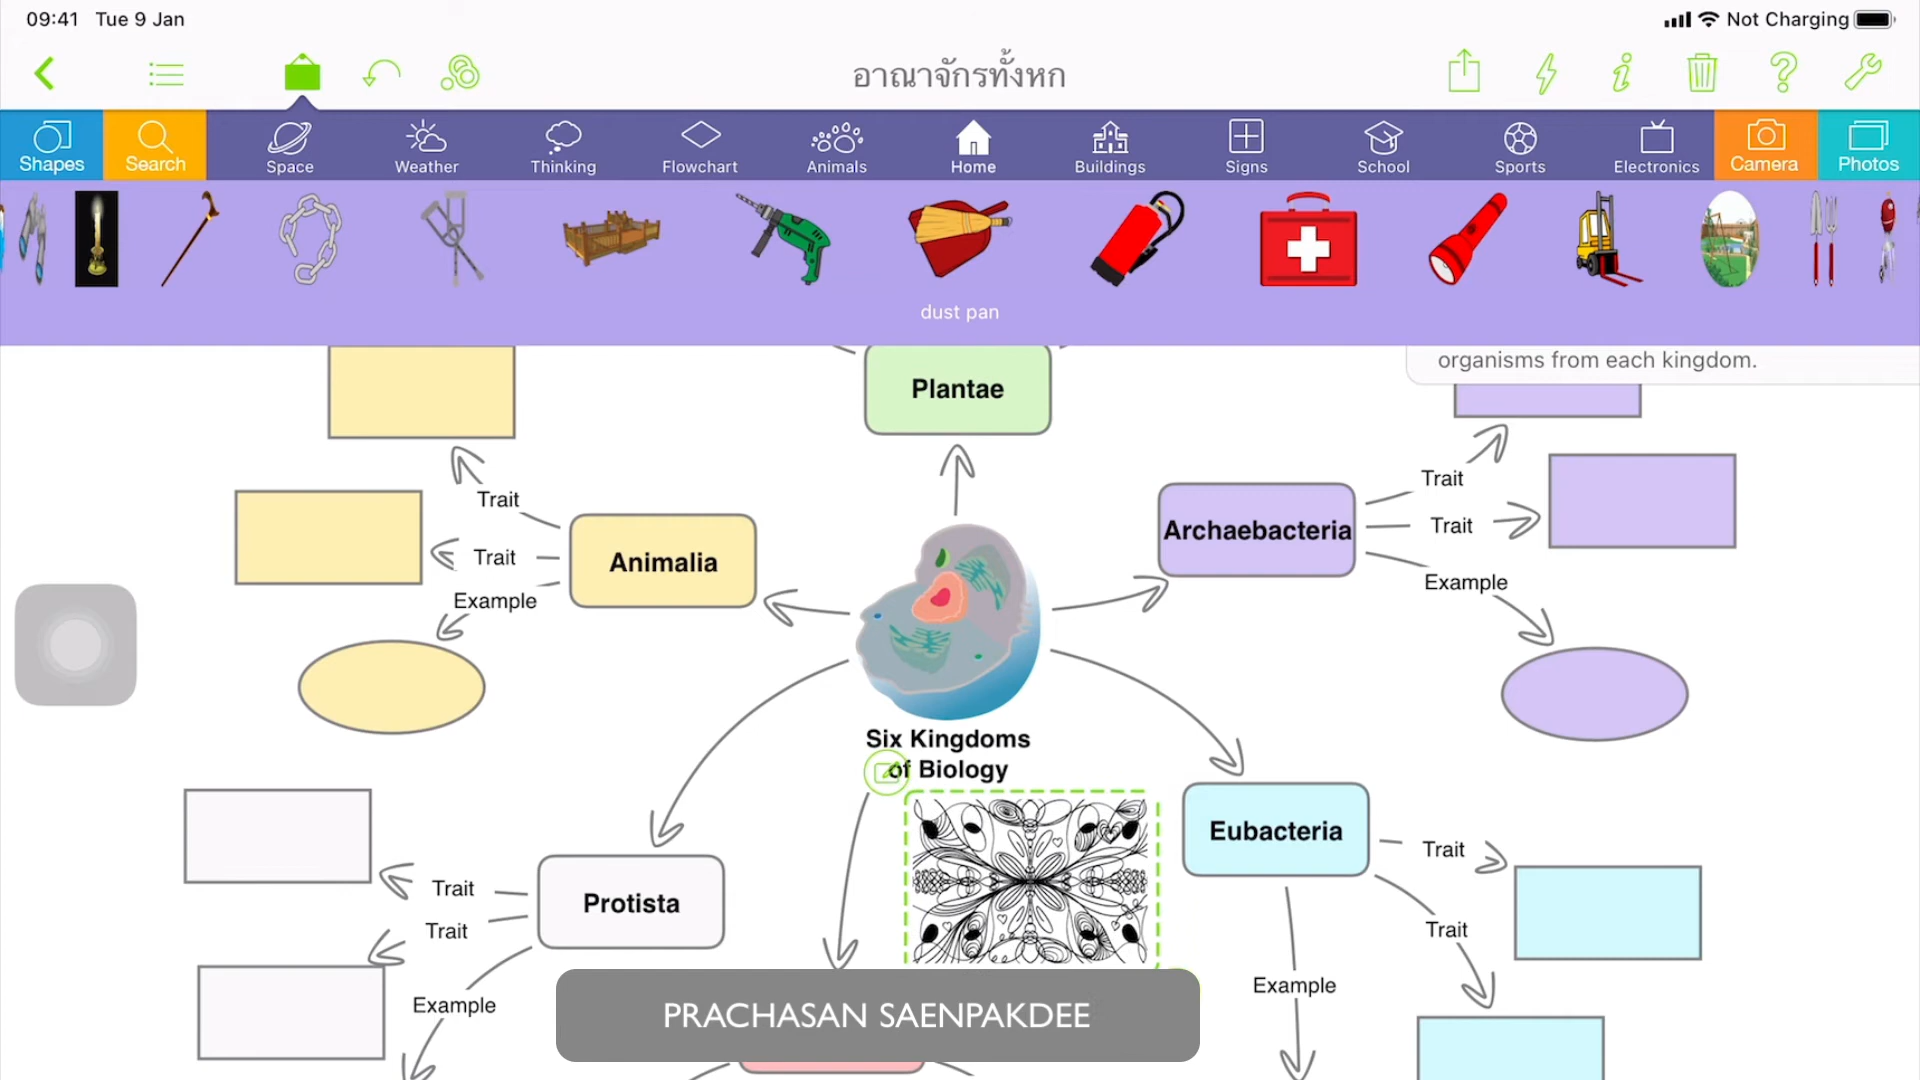 09:41 Tue 9 Jan
Not Charging
อาณาจักรทั้งหก
Shapes
Search
Space
Weather
Thinking
Flowchart
Animals
Home
Buildings
Signs
School
Sports
Electronics
Camera
Photos
dust pan
organisms from each kingdom.
Plantae
Trait
Trait
Example
Animalia
Archaebacteria
Trait
Trait
Example
Six Kingdoms
of Biology
Protista
Trait
Trait
Example
Eubacteria
Trait
Trait
Example
PRACHASAN SAENPAKDEE